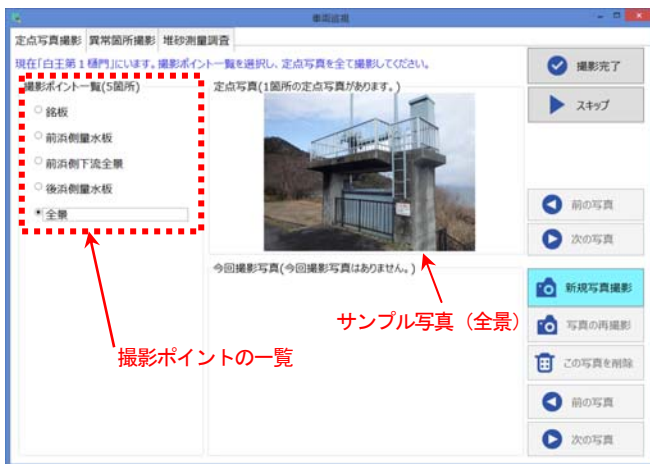 車両巡視
定点写真撮影 異常箇所撮影 堆砂測量調査
現在「白王第1樋門」にいます。撮影ポイント一覧を選択し、定点写真を全て撮影してください。
撮影ポイント一覧(5箇所)
銘板
前浜側量水板
前浜側下流全景
後浜側量水板
全景
定点写真(1箇所の定点写真があります。)
今回撮影写真(今回撮影写真はありません。)
サンプル写真（全景）
撮影ポイントの一覧
撮影完了
スキップ
前の写真
次の写真
新規写真撮影
写真の再撮影
この写真を削除
前の写真
次の写真